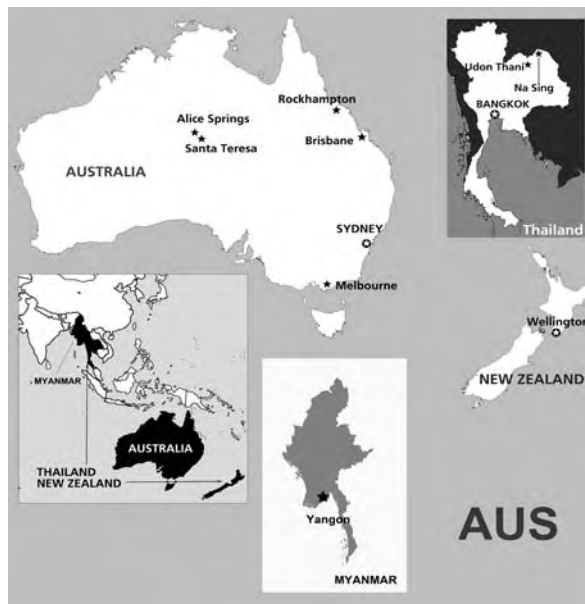 Udon Thani
Na Sing
BANGKOK
Thailand
Rockhampton
Alice Springs
Santa Teresa
Brisbane
AUSTRALIA
SYDNEY
Melbourne
Wellington
NEW ZEALAND
MYANMAR
AUSTRALIA
THAILAND
NEW ZEALAND
Yangon
MYANMAR
AUS